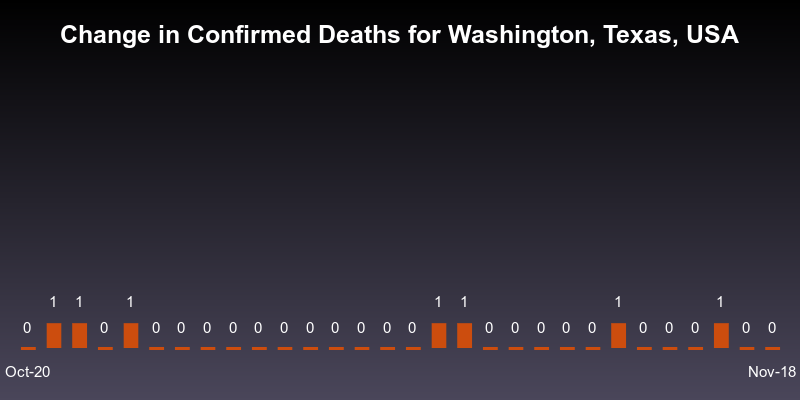 Change in Confirmed Deaths for Washington, Texas, USA
0 1 1 0 1 0 0 0 0 0 0 0 0 0 0 0 1 1 0 0 0 0 0 1 0 0 0 1 0 0
Oct-20 Nov-18